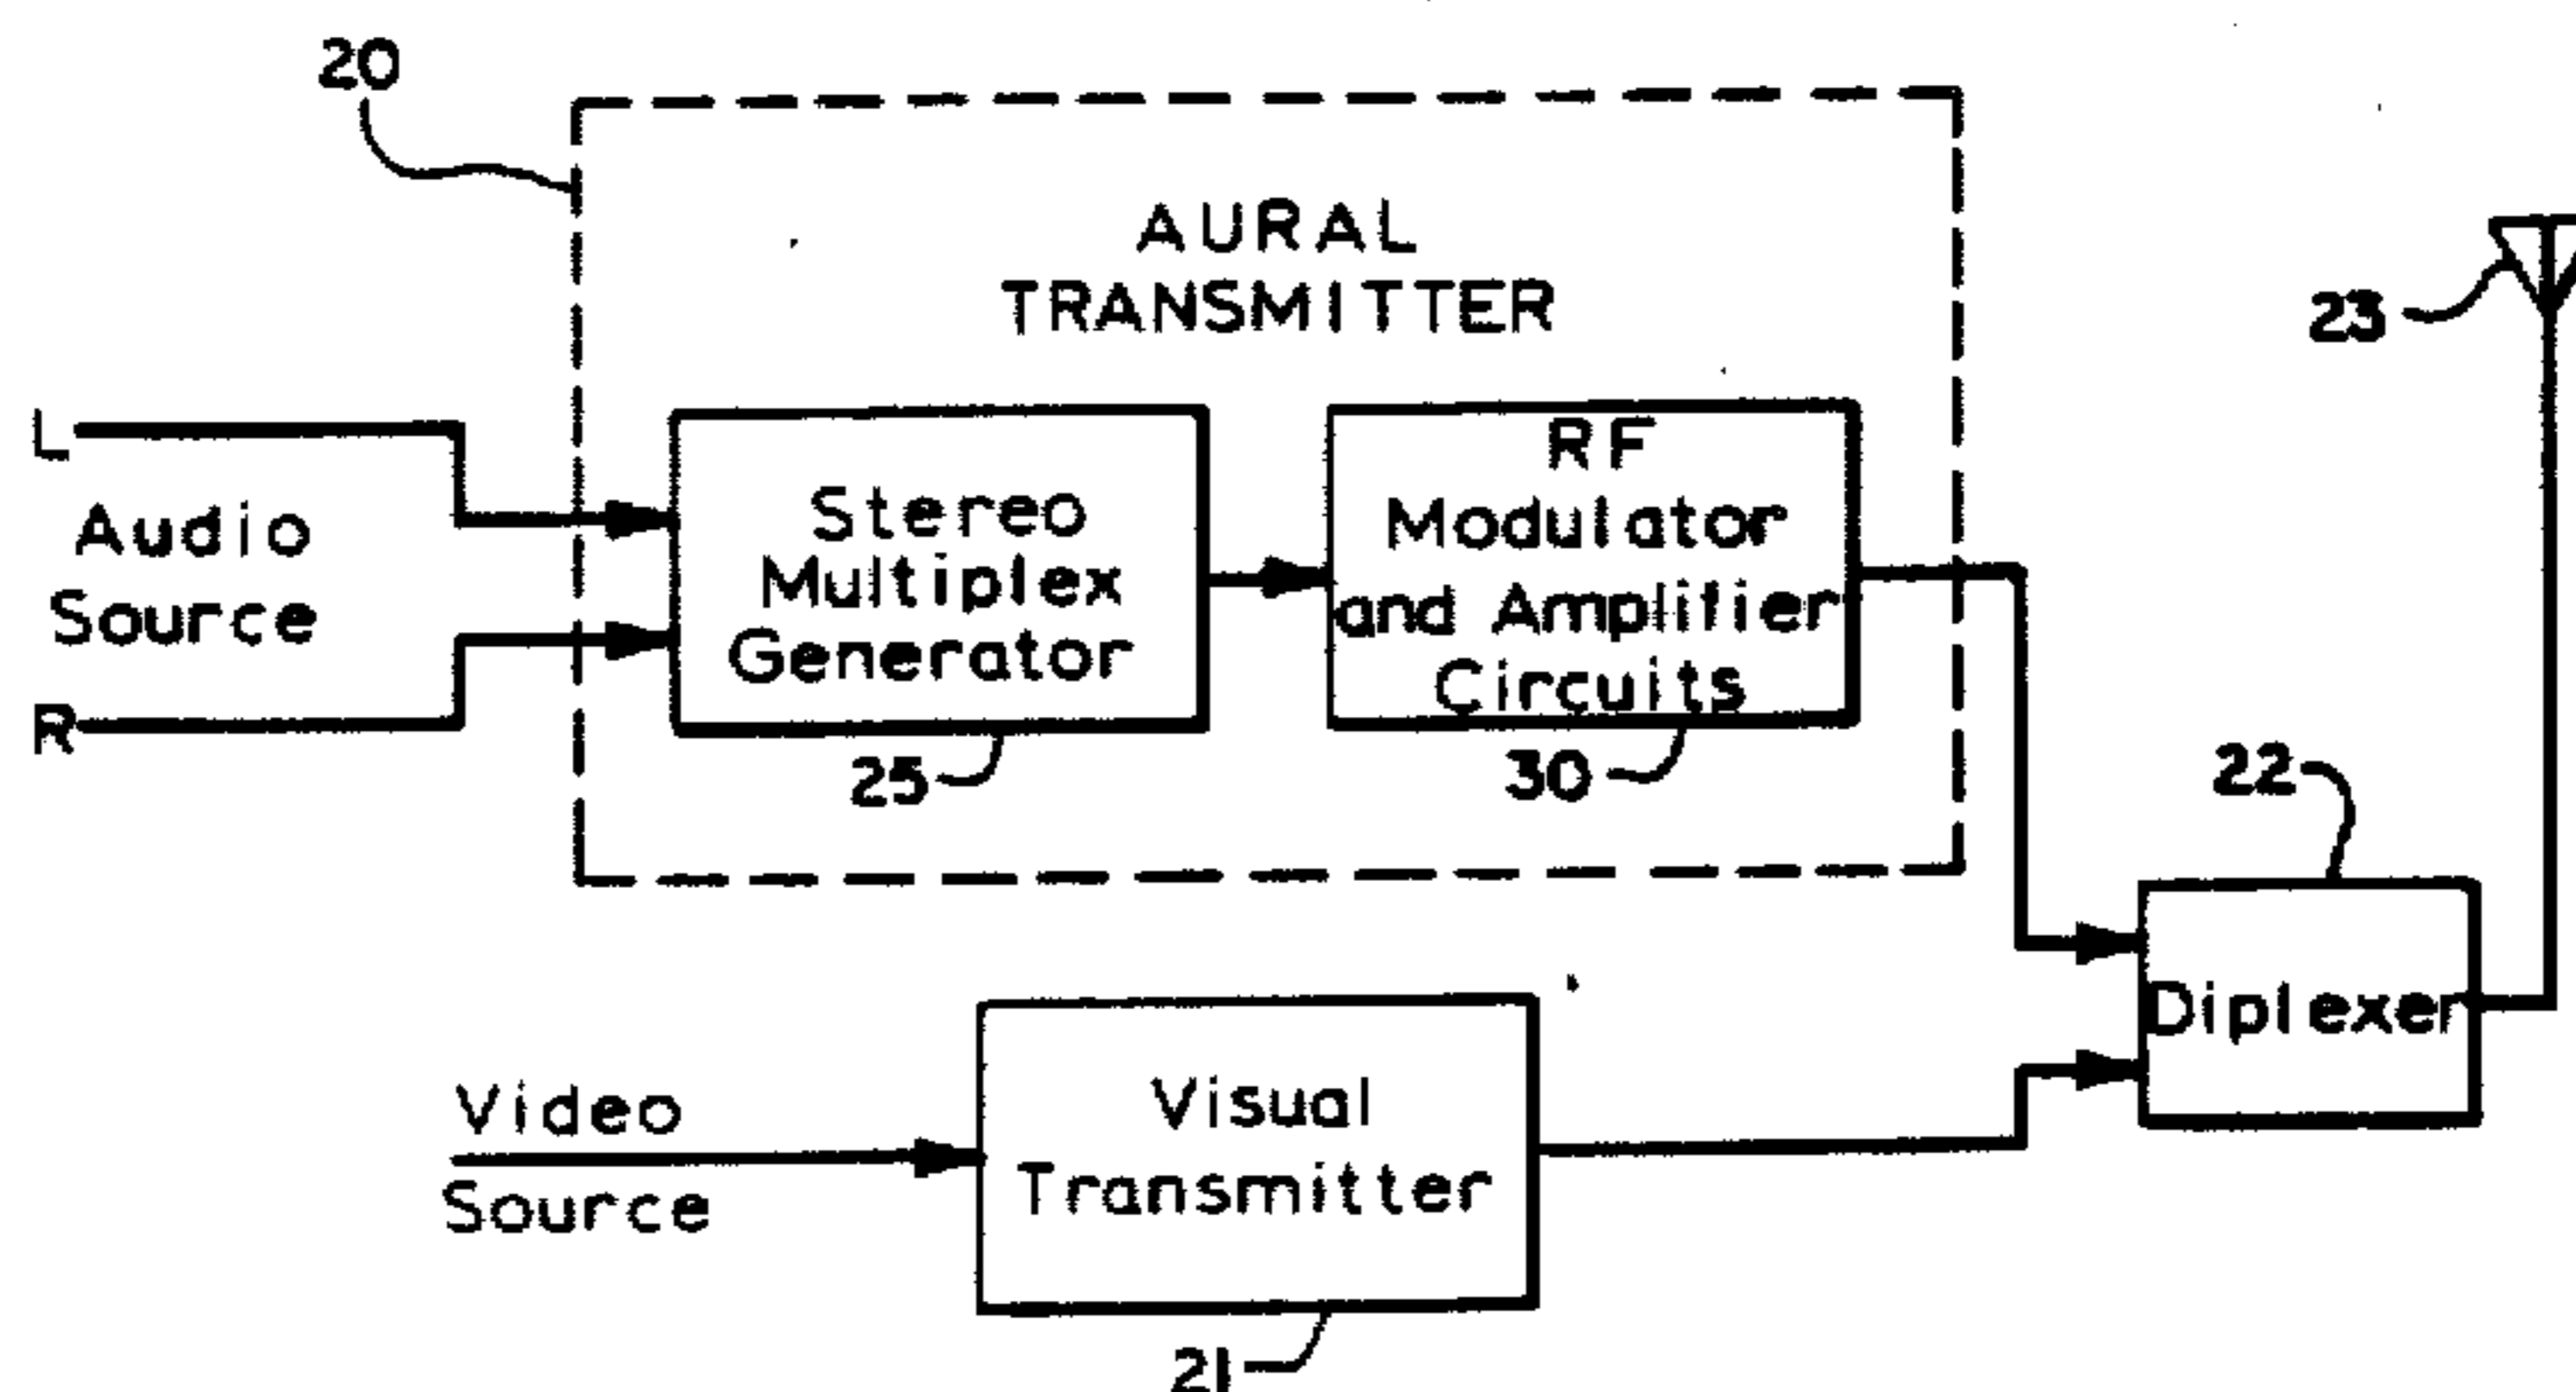 20
AURAL
TRANSMITTER
23
L
Audio
Source
R
Stereo
Multiplex
Generator
25
RF
Modulator
and Amplifier
Circuits
30
22
Diplexer
Video
Source
Visual
Transmitter
21